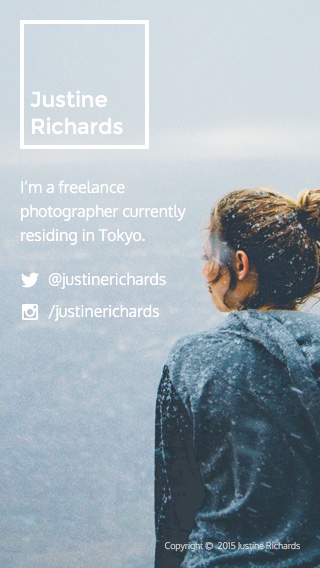 Justine
Richards
I'm a freelance
photographer currently
residing in Tokyo.
@justinerichards
/justinerichards
Copyright © 2015 Justine Richards